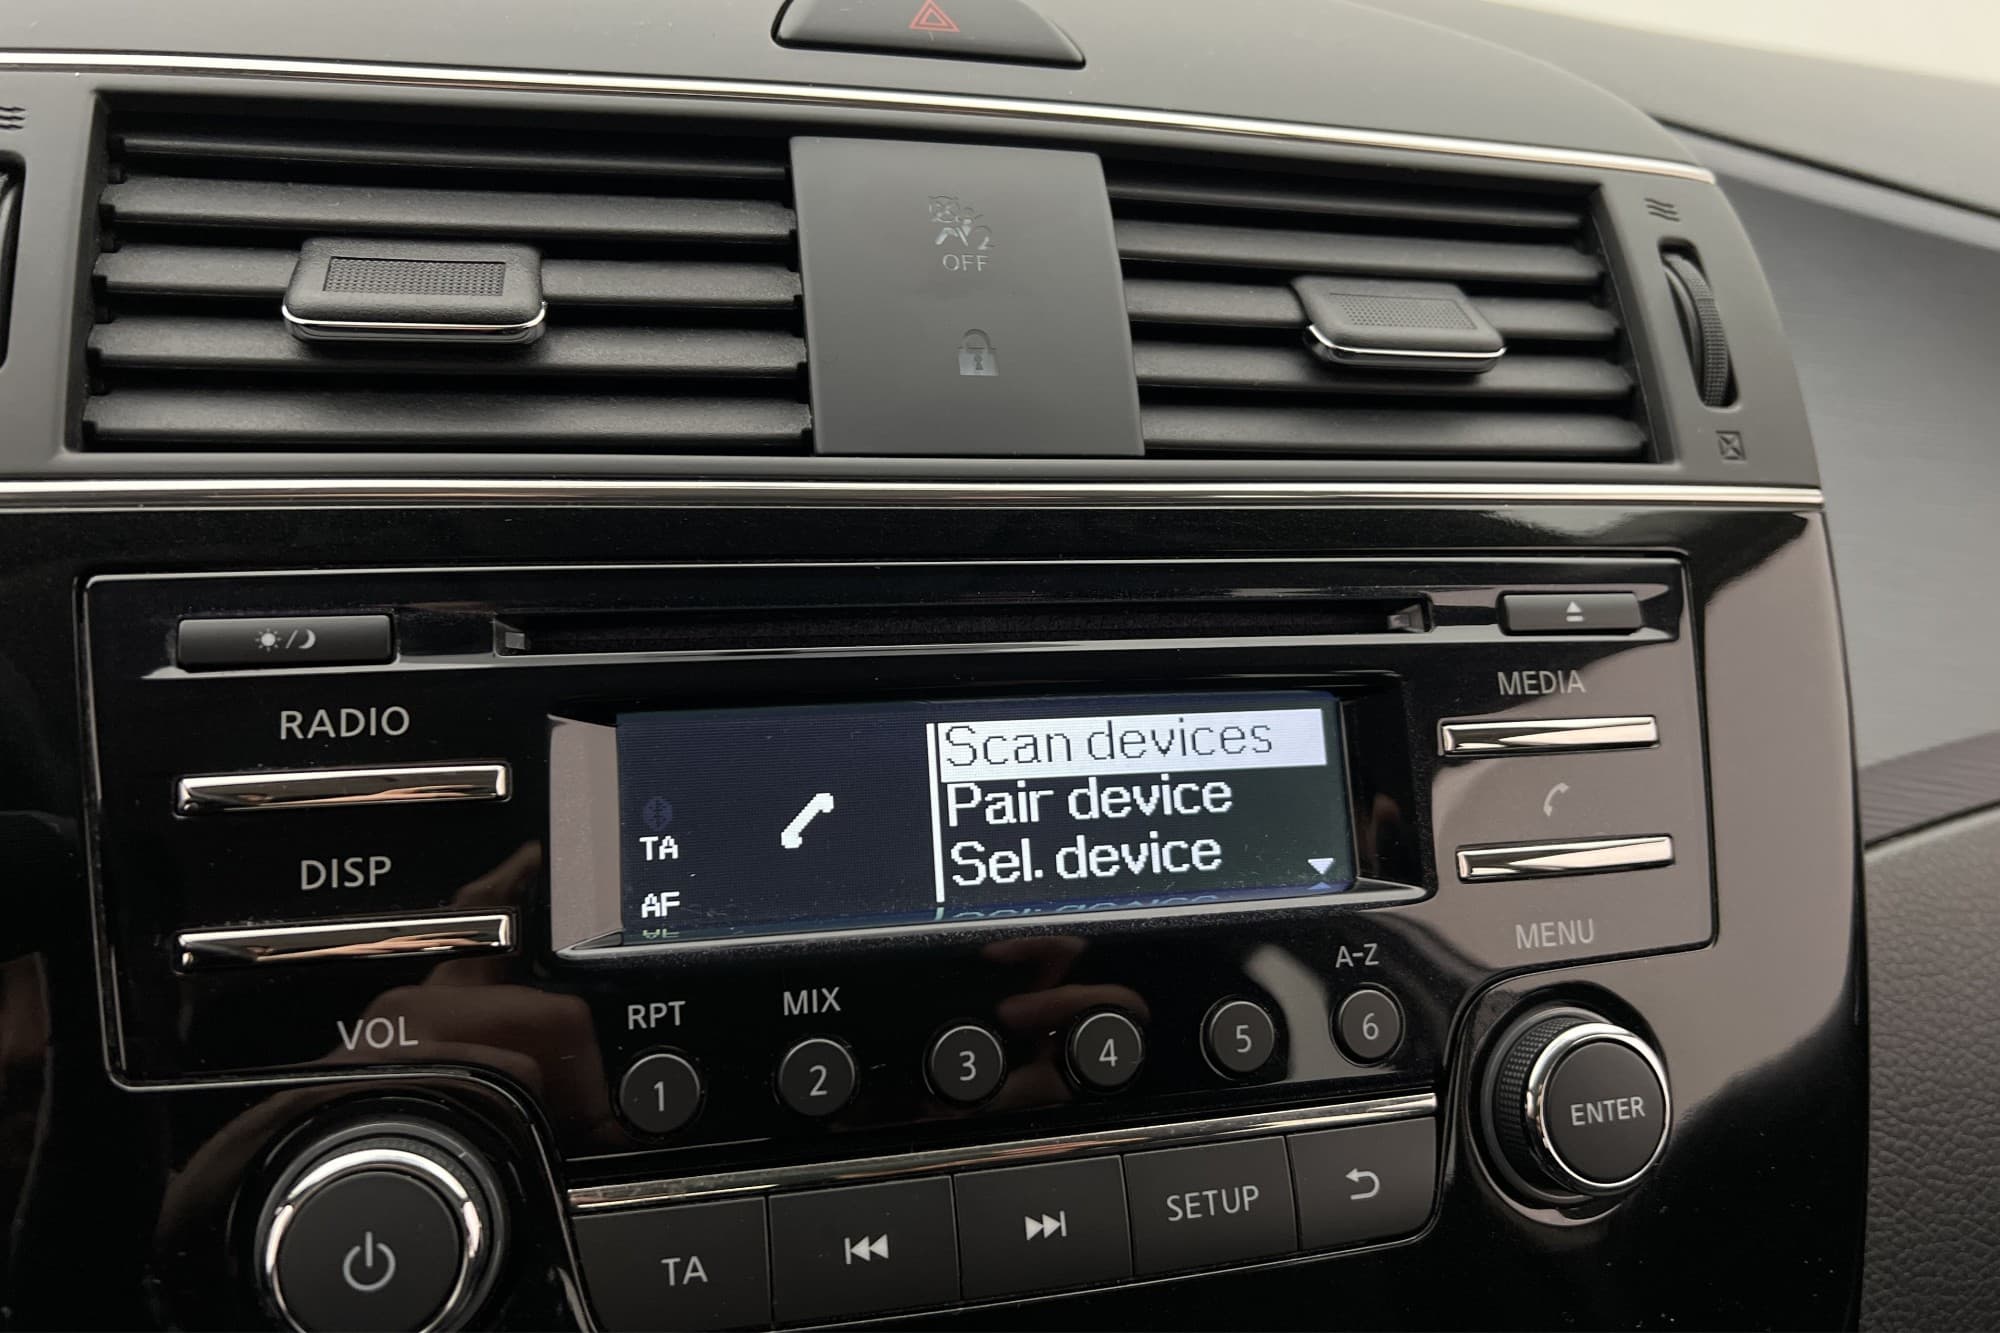 OFF
RADIO
DISP
VOL
MEDIA
MENU
Scan devices
Pair device
Sel. device
TA
AF
RPT
MIX
A-Z
1
2
3
4
5
6
ENTER
TA
SETUP